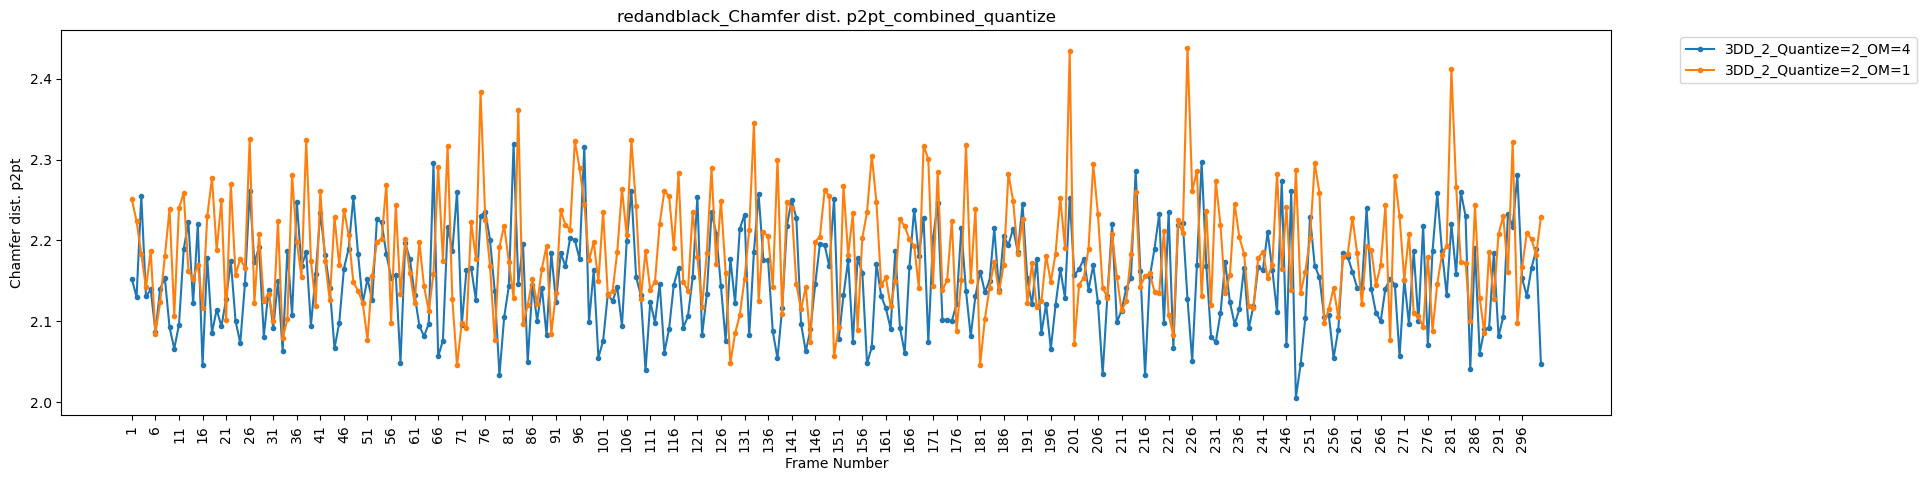 redandblack_Chamfer dist. p2pt_combined_quantize
3DD_2_Quantize=2_OM=4
3DD_2_Quantize=2_OM=1
Chamfer dist. p2pt
2.4
2.3
2.2
2.1
2.0
1 6 11 16 21 26 31 36 41 46 51 56 61 66 71 76 81 86 91 96 101 106 111 116 121 126 131 136 141 146 151 156 161 166 171 176 181 186 191 196 201 206 211 216 221 226 231 236 241 246 251 256 261 266 271 276 281 286 291 296
Frame Number